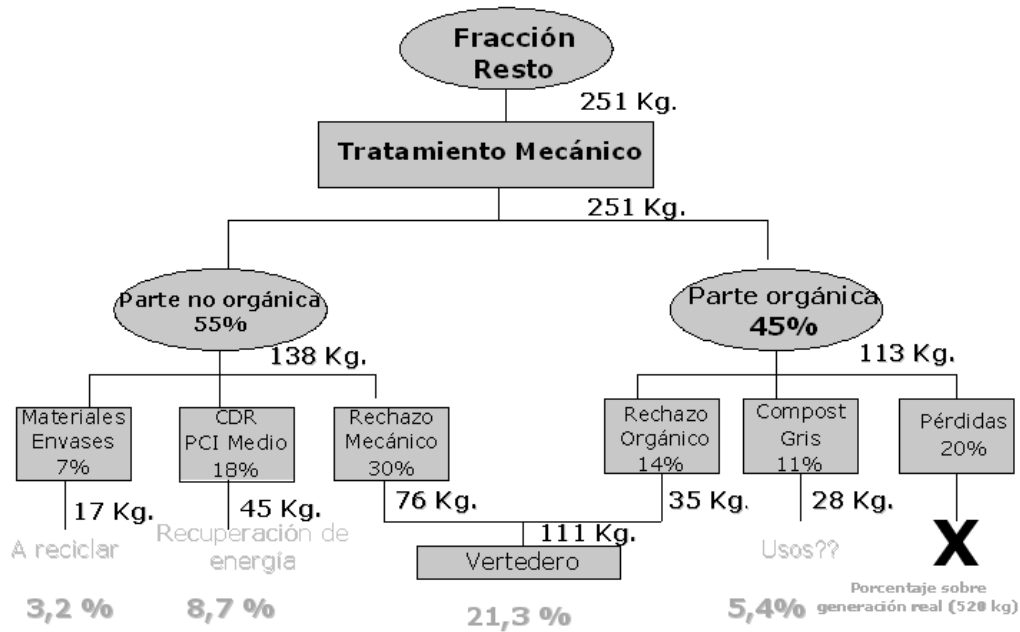 Fracción
Resto
251 Kg.
Tratamiento Mecánico
251 Kg.
Parte no orgánica
55%
138 Kg.
Parte orgánica
45%
113 Kg.
Materiales
Envases
7%
CDR
PCI Medio
18%
Rechazo
Mecánico
30%
Rechazo
Orgánico
14%
Compost
Gris
11%
Pérdidas
20%
17 Kg.
45 Kg.
76 Kg.
35 Kg.
28 Kg.
A reciclar
Recuperación de
energía
111 Kg.
Vertedero
Usos??
X
3,2 %
8,7 %
21,3 %
5,4%
Porcentaje sobre
generación real (520 kg)